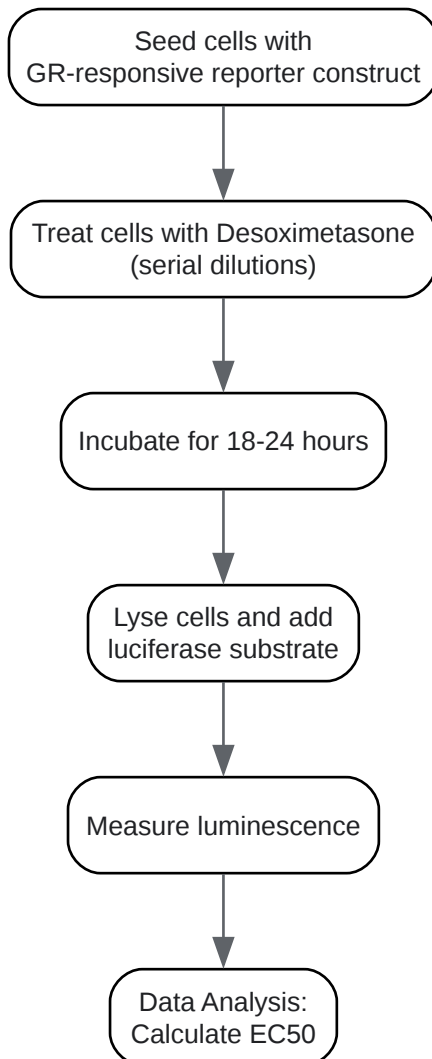 Seed cells with
GR-responsive reporter construct
Treat cells with Desoximetasone
(serial dilutions)
Incubate for 18-24 hours
Lyse cells and add
luciferase substrate
Measure luminescence
Data Analysis:
Calculate EC50